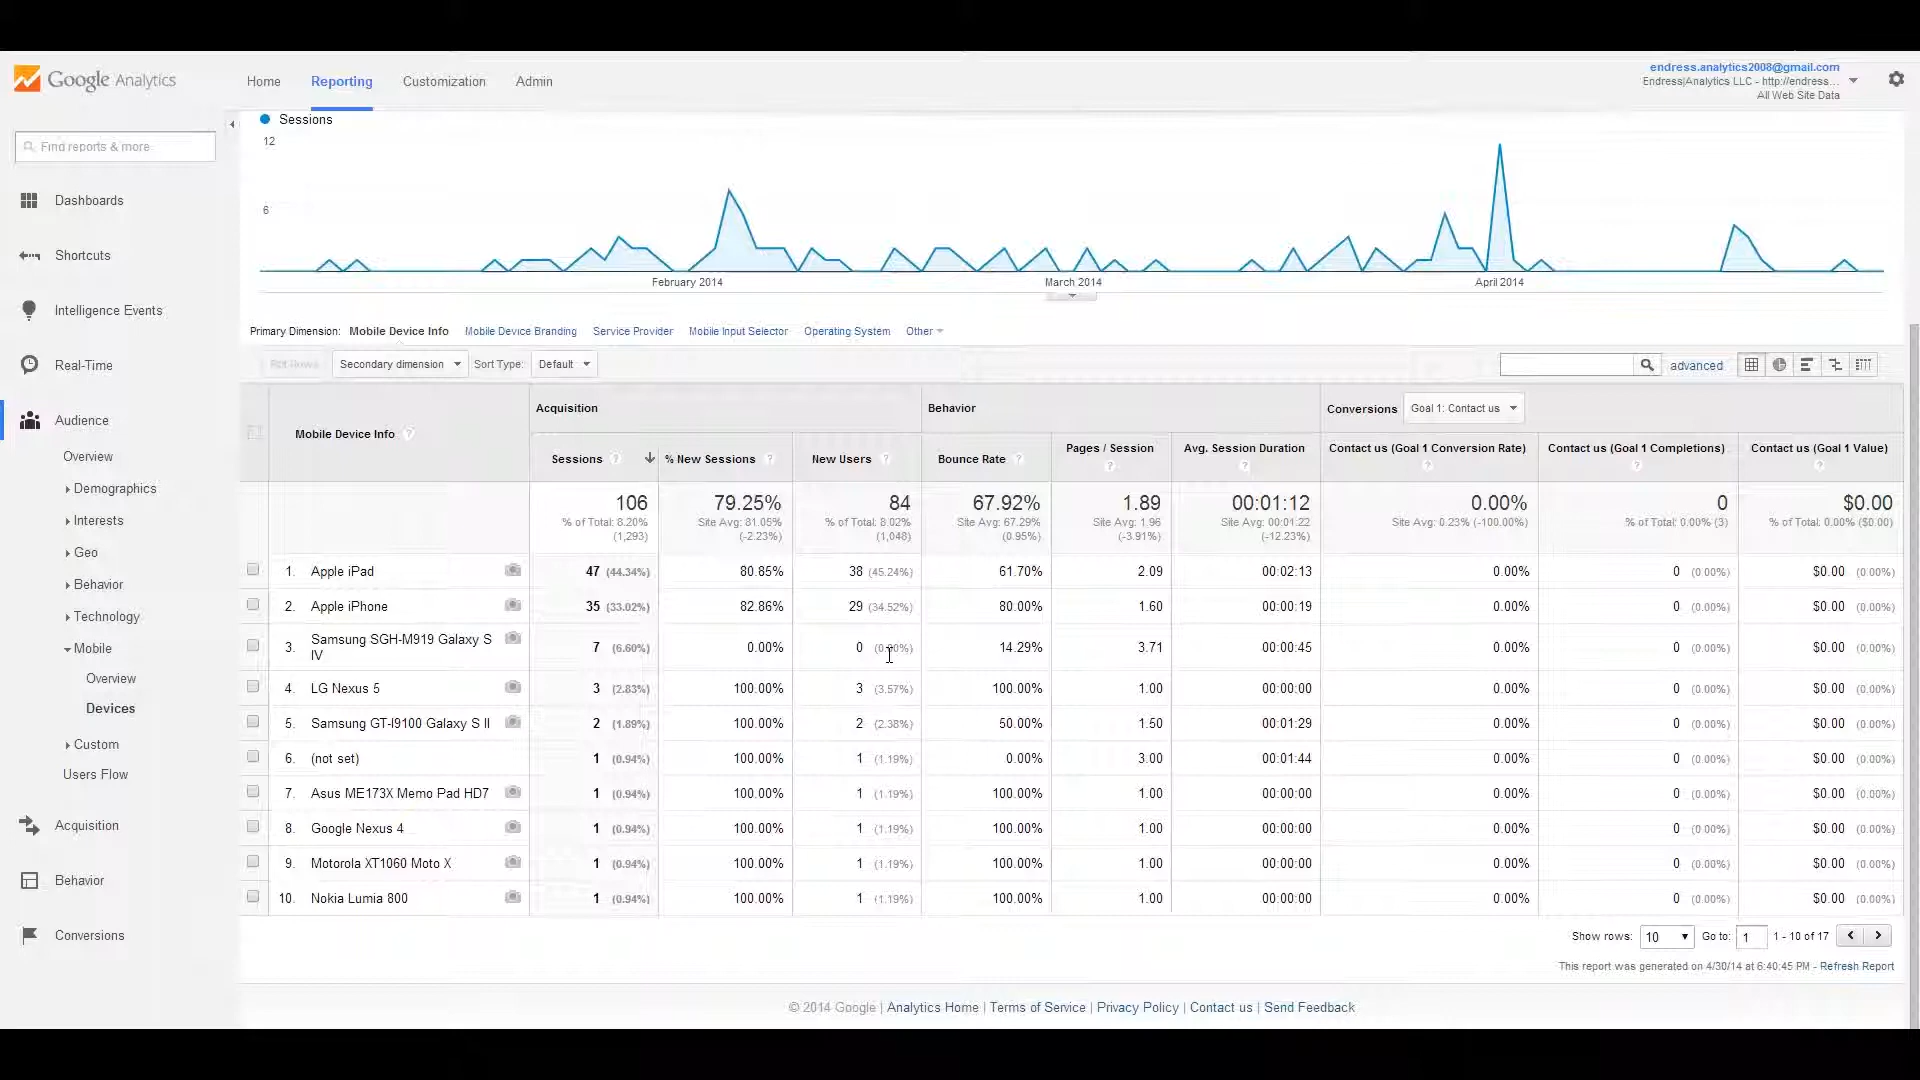 Google Analytics
Home Reporting Customization Admin
endress.analytics2008@gmail.com
Endress|Analytics LLC - http://endress...
All Web Site Data
Find reports & more
Dashboards
Shortcuts
Intelligence Events
Real-Time
Audience
Overview
Demographics
Interests
Geo
Behavior
Technology
Mobile
Overview
Devices
Custom
Users Flow
Acquisition
Behavior
Conversions
Sessions
12
6
February 2014 March 2014 April 2014
Primary Dimension: Mobile Device Info Mobile Device Branding Service Provider Mobile Input Selector Operating System Other
Plot Rows Secondary dimension Sort Type: Default advanced
Acquisition Behavior Conversions Goal 1: Contact us
Mobile Device Info ?
Sessions ? % New Sessions ? New Users ? Bounce Rate ? Pages / Session ? Avg. Session Duration ? Contact us (Goal 1 Conversion Rate) ? Contact us (Goal 1 Completions) ? Contact us (Goal 1 Value) ?
106 79.25% 84 67.92% 1.89 00:01:12 0.00% 0 $0.00
% of Total: 8.20% Site Avg: 81.05% % of Total: 8.02% Site Avg: 67.29% Site Avg: 1.96 Site Avg: 00:01:22 Site Avg: 0.23% (-100.00%) % of Total: 0.00% (3) % of Total: 0.00% ($0.00)
(1,293) (-2.23%) (1,048) (0.95%) (-3.91%) (-12.23%)
1. Apple iPad 47 (44.34%) 80.85% 38 (45.24%) 61.70% 2.09 00:02:13 0.00% 0 (0.00%) $0.00 (0.00%)
2. Apple iPhone 35 (33.02%) 82.86% 29 (34.52%) 80.00% 1.60 00:00:19 0.00% 0 (0.00%) $0.00 (0.00%)
3. Samsung SGH-M919 Galaxy S IV 7 (6.60%) 0.00% 0 (0.00%) 14.29% 3.71 00:00:45 0.00% 0 (0.00%) $0.00 (0.00%)
4. LG Nexus 5 3 (2.83%) 100.00% 3 (3.57%) 100.00% 1.00 00:00:00 0.00% 0 (0.00%) $0.00 (0.00%)
5. Samsung GT-I9100 Galaxy S II 2 (1.89%) 100.00% 2 (2.38%) 50.00% 1.50 00:01:29 0.00% 0 (0.00%) $0.00 (0.00%)
6. (not set) 1 (0.94%) 100.00% 1 (1.19%) 0.00% 3.00 00:01:44 0.00% 0 (0.00%) $0.00 (0.00%)
7. Asus ME173X Memo Pad HD7 1 (0.94%) 100.00% 1 (1.19%) 100.00% 1.00 00:00:00 0.00% 0 (0.00%) $0.00 (0.00%)
8. Google Nexus 4 1 (0.94%) 100.00% 1 (1.19%) 100.00% 1.00 00:00:00 0.00% 0 (0.00%) $0.00 (0.00%)
9. Motorola XT1060 Moto X 1 (0.94%) 100.00% 1 (1.19%) 100.00% 1.00 00:00:00 0.00% 0 (0.00%) $0.00 (0.00%)
10. Nokia Lumia 800 1 (0.94%) 100.00% 1 (1.19%) 100.00% 1.00 00:00:00 0.00% 0 (0.00%) $0.00 (0.00%)
Show rows: 10 Go to: 1 1 - 10 of 17
This report was generated on 4/30/14 at 6:40:45 PM - Refresh Report
© 2014 Google | Analytics Home | Terms of Service | Privacy Policy | Contact us | Send Feedback